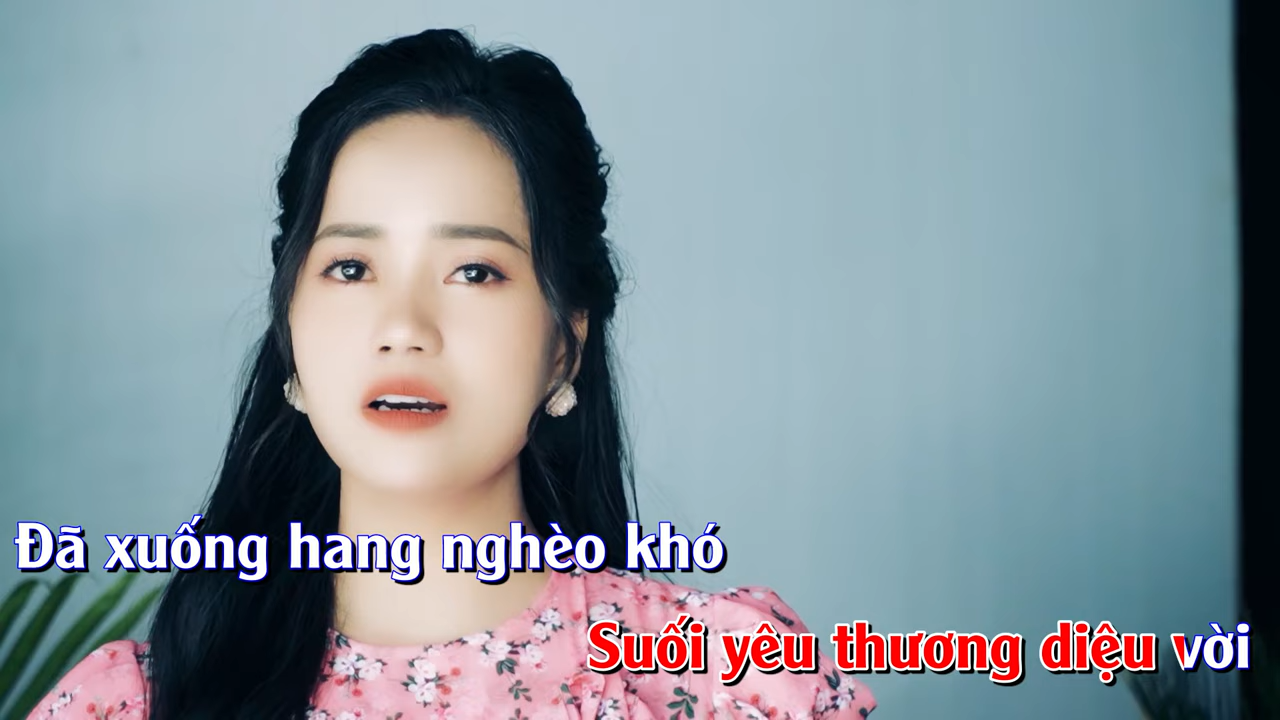 Đã xuống hang nghèo khó
Suối yêu thương diệu vời